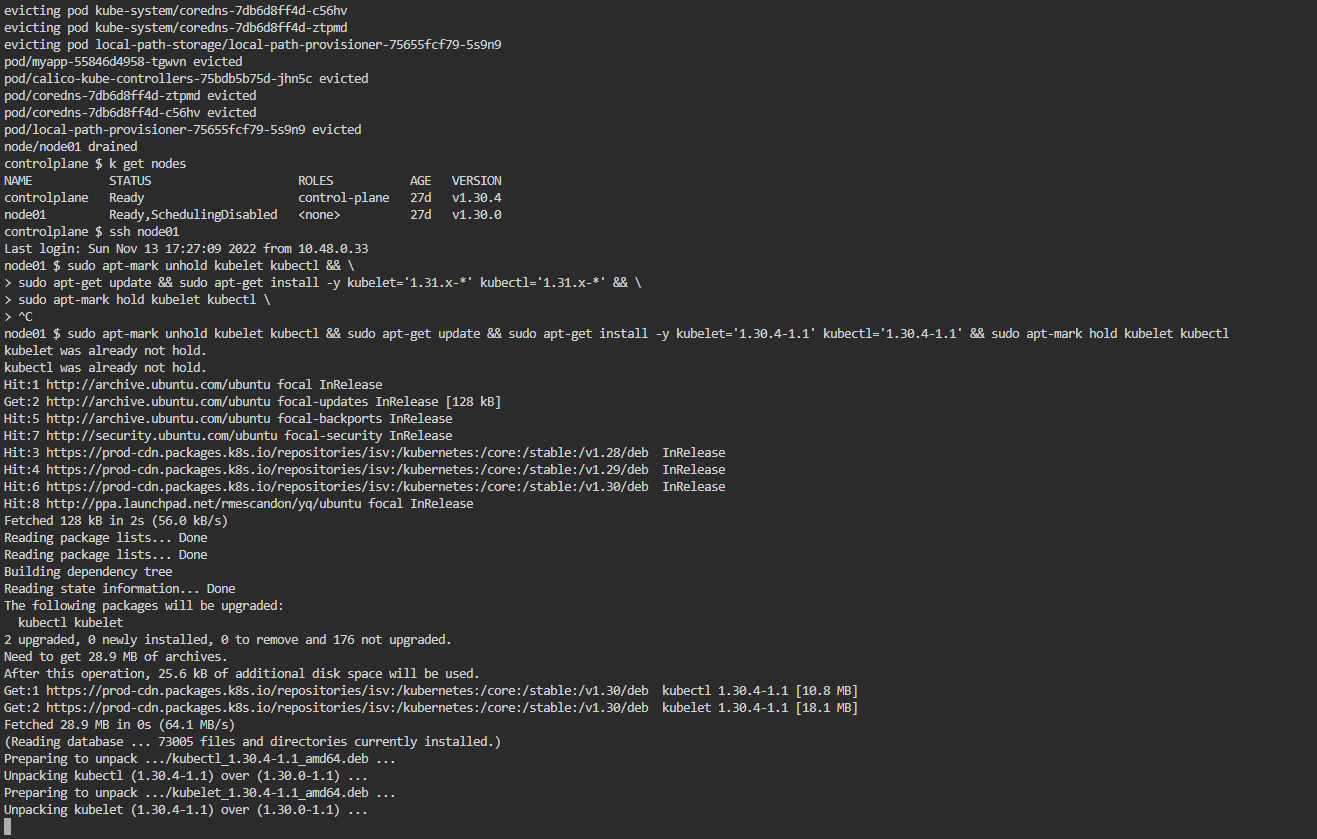 evicting pod kube-system/coredns-7db6d8ff4d-c56hv
evicting pod kube-system/coredns-7db6d8ff4d-ztpmd
evicting pod local-path-storage/local-path-provisioner-75655fcf79-5s9n9
pod/myapp-55846d4958-tgwvn evicted
pod/calico-kube-controllers-75bdb5b75d-jhn5c evicted
pod/coredns-7db6d8ff4d-ztpmd evicted
pod/coredns-7db6d8ff4d-c56hv evicted
pod/local-path-provisioner-75655fcf79-5s9n9 evicted
node/node01 drained
controlplane $ k get nodes
NAME           STATUS                     ROLES           AGE   VERSION
controlplane   Ready                      control-plane   27d   v1.30.4
node01         Ready,SchedulingDisabled   <none>          27d   v1.30.0
controlplane $ ssh node01
Last login: Sun Nov 13 17:27:09 2022 from 10.48.0.33
node01 $ sudo apt-mark unhold kubelet kubectl && \
> sudo apt-get update && sudo apt-get install -y kubelet='1.31.x-*' kubectl='1.31.x-*' && \
> sudo apt-mark hold kubelet kubectl \
> ^C
node01 $ sudo apt-mark unhold kubelet kubectl && sudo apt-get update && sudo apt-get install -y kubelet='1.30.4-1.1' kubectl='1.30.4-1.1' && sudo apt-mark hold kubelet kubectl
kubelet was already not hold.
kubectl was already not hold.
Hit:1 http://archive.ubuntu.com/ubuntu focal InRelease
Get:2 http://archive.ubuntu.com/ubuntu focal-updates InRelease [128 kB]
Hit:5 http://archive.ubuntu.com/ubuntu focal-backports InRelease
Hit:7 http://security.ubuntu.com/ubuntu focal-security InRelease
Hit:3 https://prod-cdn.packages.k8s.io/repositories/isv:/kubernetes:/core:/stable:/v1.28/deb  InRelease
Hit:4 https://prod-cdn.packages.k8s.io/repositories/isv:/kubernetes:/core:/stable:/v1.29/deb  InRelease
Hit:6 https://prod-cdn.packages.k8s.io/repositories/isv:/kubernetes:/core:/stable:/v1.30/deb  InRelease
Hit:8 http://ppa.launchpad.net/rmescandon/yq/ubuntu focal InRelease
Fetched 128 kB in 2s (56.0 kB/s)
Reading package lists... Done
Reading package lists... Done
Building dependency tree
Reading state information... Done
The following packages will be upgraded:
  kubectl kubelet
2 upgraded, 0 newly installed, 0 to remove and 176 not upgraded.
Need to get 28.9 MB of archives.
After this operation, 25.6 kB of additional disk space will be used.
Get:1 https://prod-cdn.packages.k8s.io/repositories/isv:/kubernetes:/core:/stable:/v1.30/deb  kubectl 1.30.4-1.1 [10.8 MB]
Get:2 https://prod-cdn.packages.k8s.io/repositories/isv:/kubernetes:/core:/stable:/v1.30/deb  kubelet 1.30.4-1.1 [18.1 MB]
Fetched 28.9 MB in 0s (64.1 MB/s)
(Reading database ... 73005 files and directories currently installed.)
Preparing to unpack .../kubectl_1.30.4-1.1_amd64.deb ...
Unpacking kubectl (1.30.4-1.1) over (1.30.0-1.1) ...
Preparing to unpack .../kubelet_1.30.4-1.1_amd64.deb ...
Unpacking kubelet (1.30.4-1.1) over (1.30.0-1.1) ...